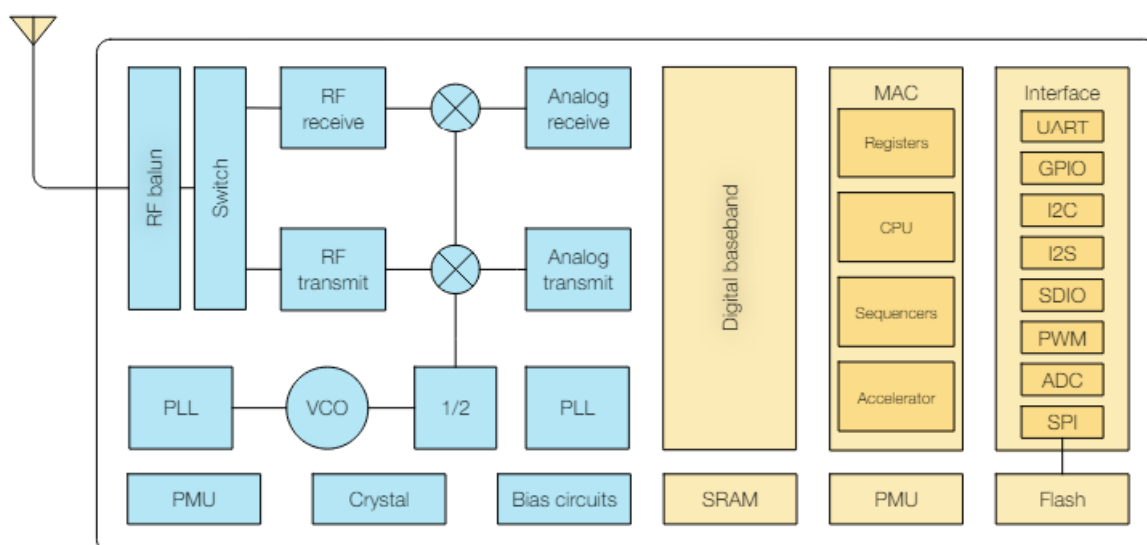 RF balun
Switch
RF
receive
Analog
receive
RF
transmit
Analog
transmit
PLL
VCO
1/2
PLL
PMU
Crystal
Bias circuits
Digital baseband
SRAM
MAC
Registers
CPU
Sequencers
Accelerator
PMU
Interface
UART
GPIO
I2C
I2S
SDIO
PWM
ADC
SPI
Flash